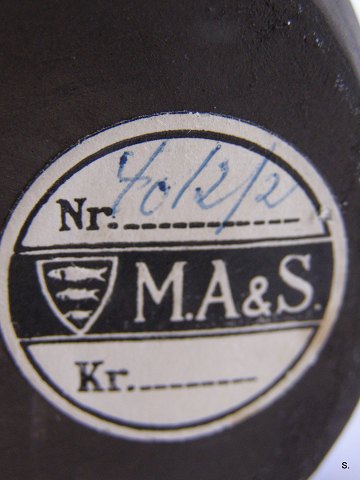 Nr. 40/2/2
M.A&S.
Kr.
s.